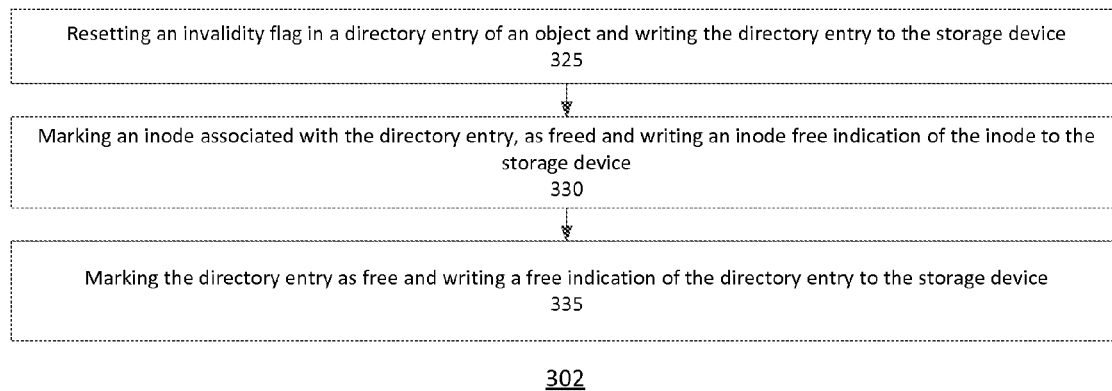 Resetting an invalidity flag in a directory entry of an object and writing the directory entry to the storage device
325
Marking an inode associated with the directory entry, as freed and writing an inode free indication of the inode to the
storage device
330
Marking the directory entry as free and writing a free indication of the directory entry to the storage device
335
302